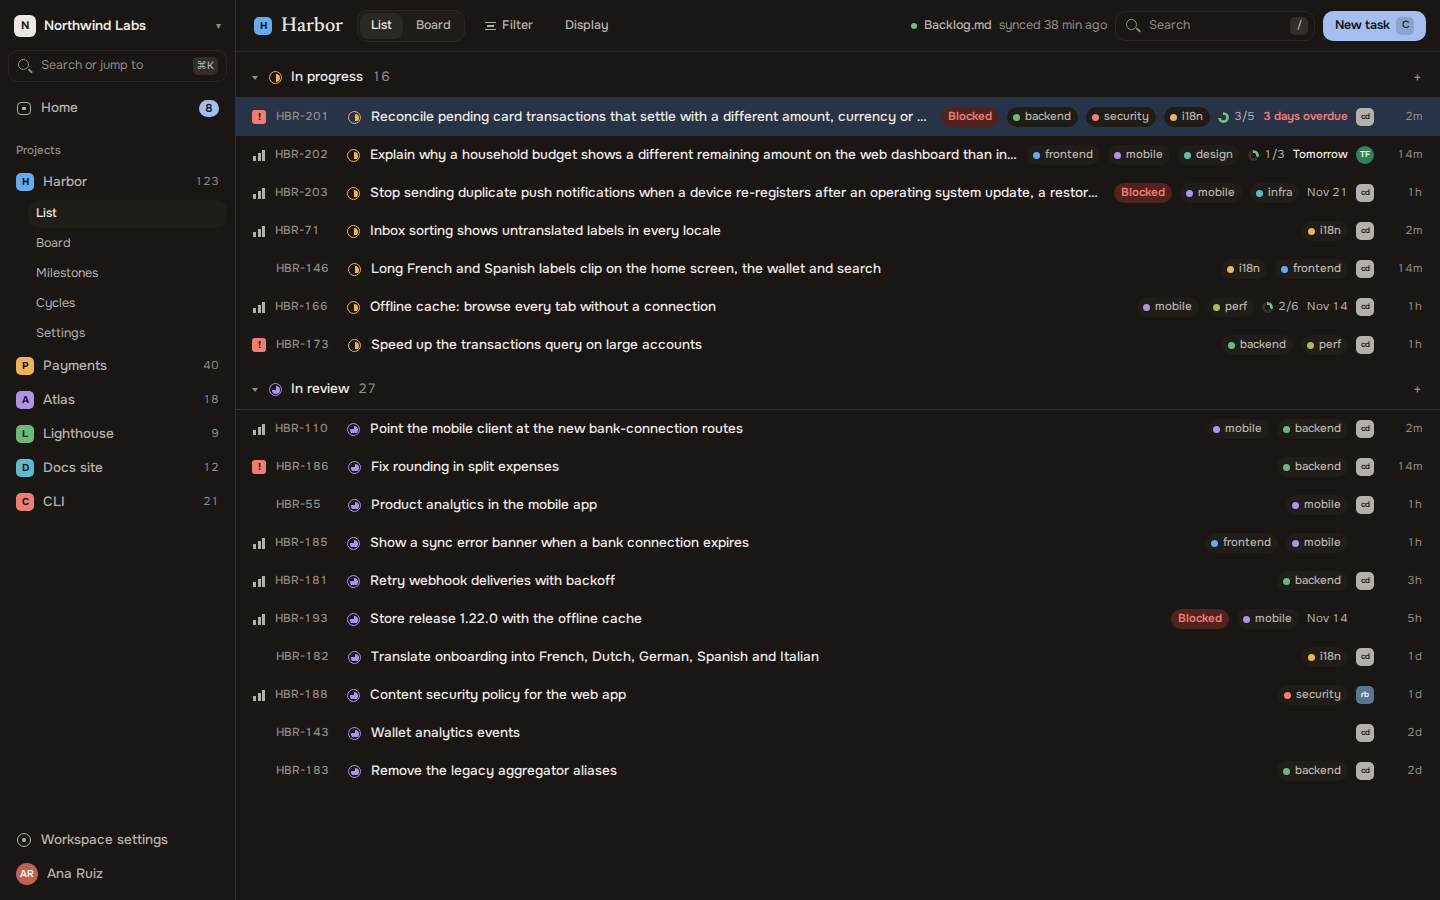 N Northwind Labs
Search or jump to ⌘K
Home 8
Projects
H Harbor 123
List
Board
Milestones
Cycles
Settings
P Payments 40
A Atlas 18
L Lighthouse 9
D Docs site 12
C CLI 21
Workspace settings
AR Ana Ruiz
H Harbor List Board Filter Display Backlog.md synced 38 min ago Search / New task C
In progress 16 +
! HBR-201 Reconcile pending card transactions that settle with a different amount, currency or ... Blocked backend security i18n 3/5 3 days overdue cd 2m
HBR-202 Explain why a household budget shows a different remaining amount on the web dashboard than in... frontend mobile design 1/3 Tomorrow TF 14m
HBR-203 Stop sending duplicate push notifications when a device re-registers after an operating system update, a restor... Blocked mobile infra Nov 21 cd 1h
HBR-71 Inbox sorting shows untranslated labels in every locale i18n cd 2m
HBR-146 Long French and Spanish labels clip on the home screen, the wallet and search i18n frontend cd 14m
HBR-166 Offline cache: browse every tab without a connection mobile perf 2/6 Nov 14 cd 1h
! HBR-173 Speed up the transactions query on large accounts backend perf cd 1h
In review 27 +
HBR-110 Point the mobile client at the new bank-connection routes mobile backend cd 2m
! HBR-186 Fix rounding in split expenses backend cd 14m
HBR-55 Product analytics in the mobile app mobile cd 1h
HBR-185 Show a sync error banner when a bank connection expires frontend mobile 1h
HBR-181 Retry webhook deliveries with backoff backend cd 3h
HBR-193 Store release 1.22.0 with the offline cache Blocked mobile Nov 14 5h
HBR-182 Translate onboarding into French, Dutch, German, Spanish and Italian i18n cd 1d
HBR-188 Content security policy for the web app security rb 1d
HBR-143 Wallet analytics events cd 2d
HBR-183 Remove the legacy aggregator aliases backend cd 2d